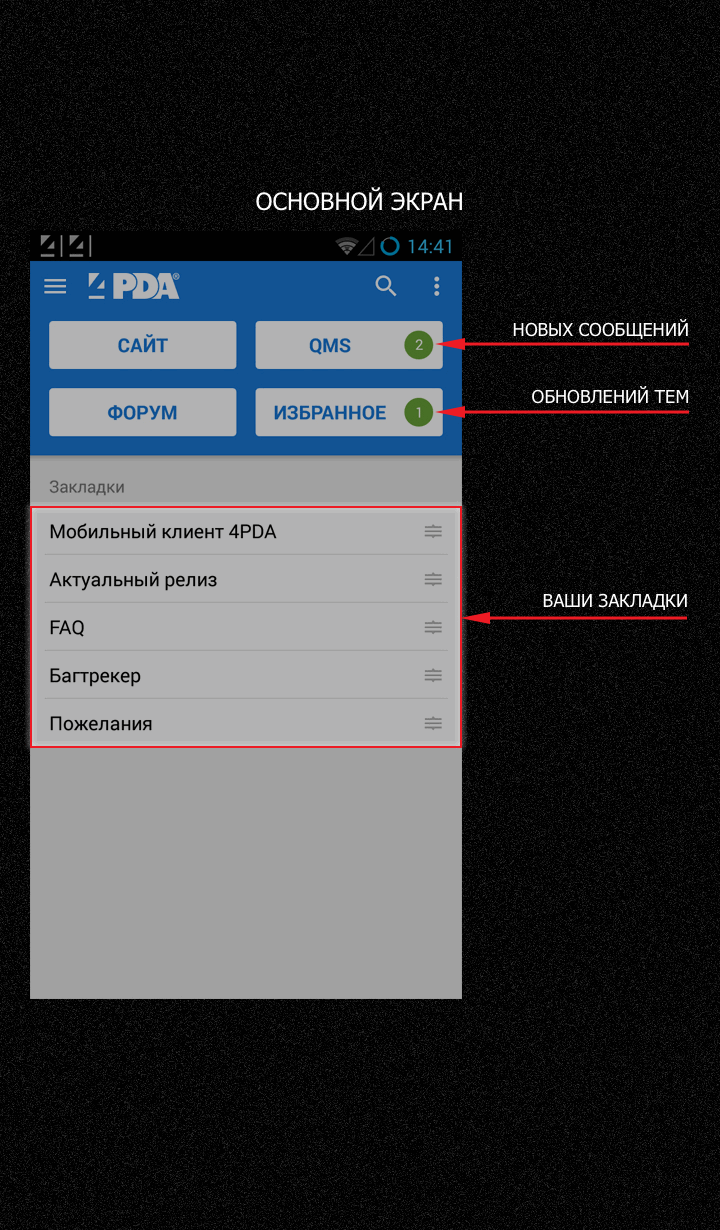 ОСНОВНОЙ ЭКРАН
14:41
4PDA®
САЙТ
QMS 2
НОВЫХ СООБЩЕНИЙ
ФОРУМ
ИЗБРАННОЕ 1
ОБНОВЛЕНИЙ ТЕМ
Закладки
Мобильный клиент 4PDA
Актуальный релиз
FAQ
Багтрекер
Пожелания
ВАШИ ЗАКЛАДКИ